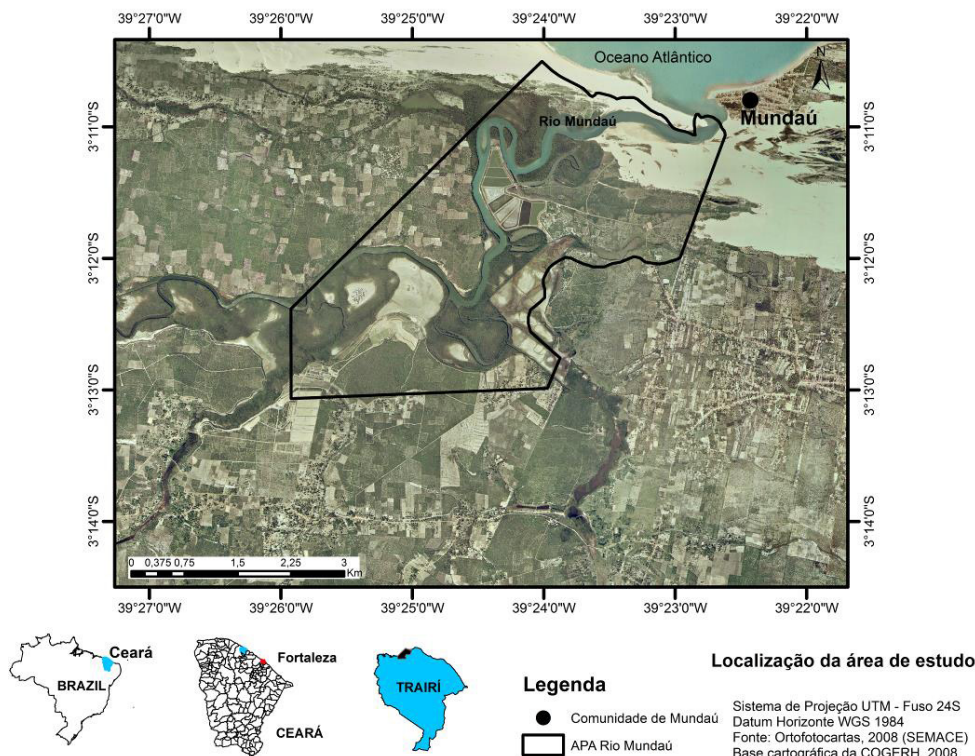 39°27'0"W 39°26'0"W 39°25'0"W 39°24'0"W 39°23'0"W 39°22'0"W
Oceano Atlântico
N
Rio Mundaú
Mundaú
3°11'0"S 3°11'0"S
3°12'0"S 3°12'0"S
3°13'0"S 3°13'0"S
3°14'0"S 3°14'0"S
0 0,375 0,75 1,5 2,25 3
Km
39°27'0"W 39°26'0"W 39°25'0"W 39°24'0"W 39°23'0"W 39°22'0"W
Ceará
BRAZIL
Fortaleza
CEARÁ
TRAIRÍ
Legenda
Comunidade de Mundaú
APA Rio Mundaú
Localização da área de estudo
Sistema de Projeção UTM - Fuso 24S
Datum Horizonte WGS 1984
Fonte: Ortofotocartas, 2008 (SEMACE)
Base cartográfica da COGERH, 2008